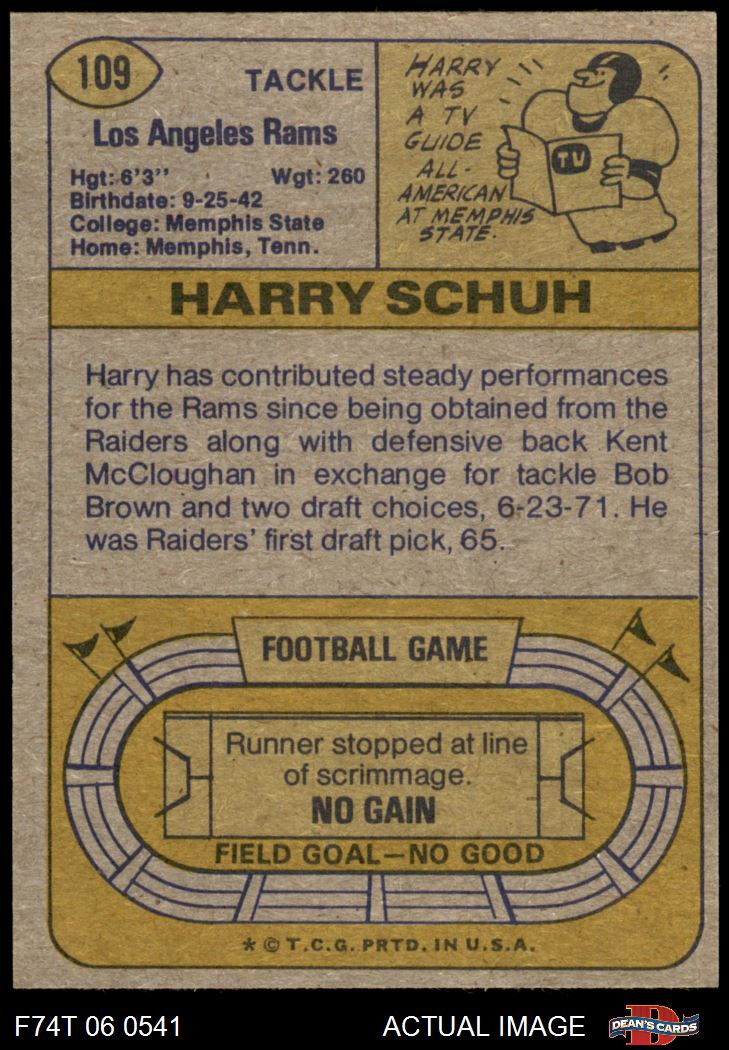 109
TACKLE
Los Angeles Rams
Hgt: 6'3" Wgt: 260
Birthdate: 9-25-42
College: Memphis State
Home: Memphis, Tenn.
HARRY
WAS
A TV
GUIDE
ALL-
AMERICAN
AT MEMPHIS
STATE.
TV
HARRY SCHUH
Harry has contributed steady performances
for the Rams since being obtained from the
Raiders along with defensive back Kent
McCloughan in exchange for tackle Bob
Brown and two draft choices, 6-23-71. He
was Raiders' first draft pick, 65.
FOOTBALL GAME
Runner stopped at line
of scrimmage.
NO GAIN
FIELD GOAL—NO GOOD
* © T.C.G. PRTD. IN U.S.A.
F74T 06 0541 ACTUAL IMAGE
D
DEAN'S CARDS